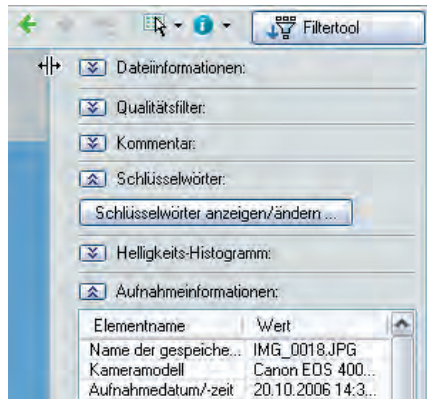 Filtertool
Dateiinformationen:
Qualitätsfilter:
Kommentar:
Schlüsselwörter:
Schlüsselwörter anzeigen/ändern ...
Helligkeits-Histogramm:
Aufnahmeinformationen:
Elementname Wert
Name der gespeiche... IMG_0018.JPG
Kameramodell Canon EOS 400...
Aufnahmedatum/-zeit 20.10.2006 14:3...